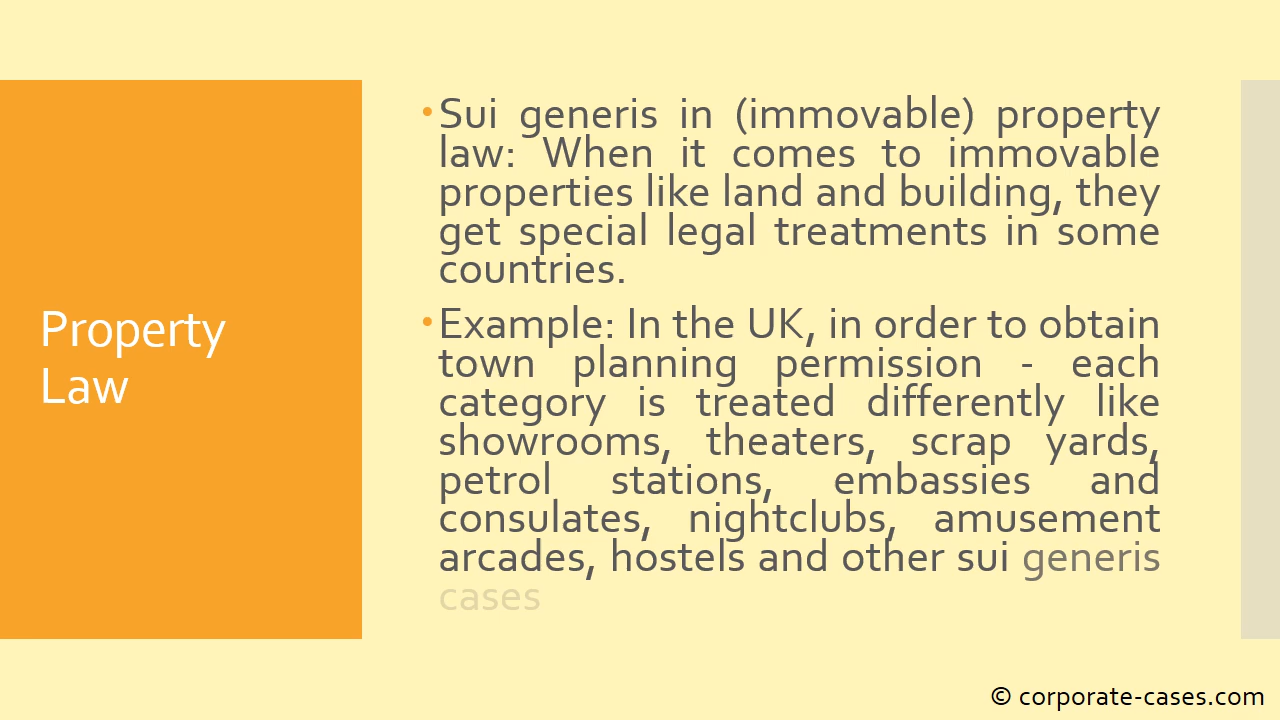 Property
Law
• Sui generis in (immovable) property
law: When it comes to immovable
properties like land and building, they
get special legal treatments in some
countries.
• Example: In the UK, in order to obtain
town planning permission - each
category is treated differently like
showrooms, theaters, scrap yards,
petrol stations, embassies and
consulates, nightclubs, amusement
arcades, hostels and other sui generis
cases
© corporate-cases.com